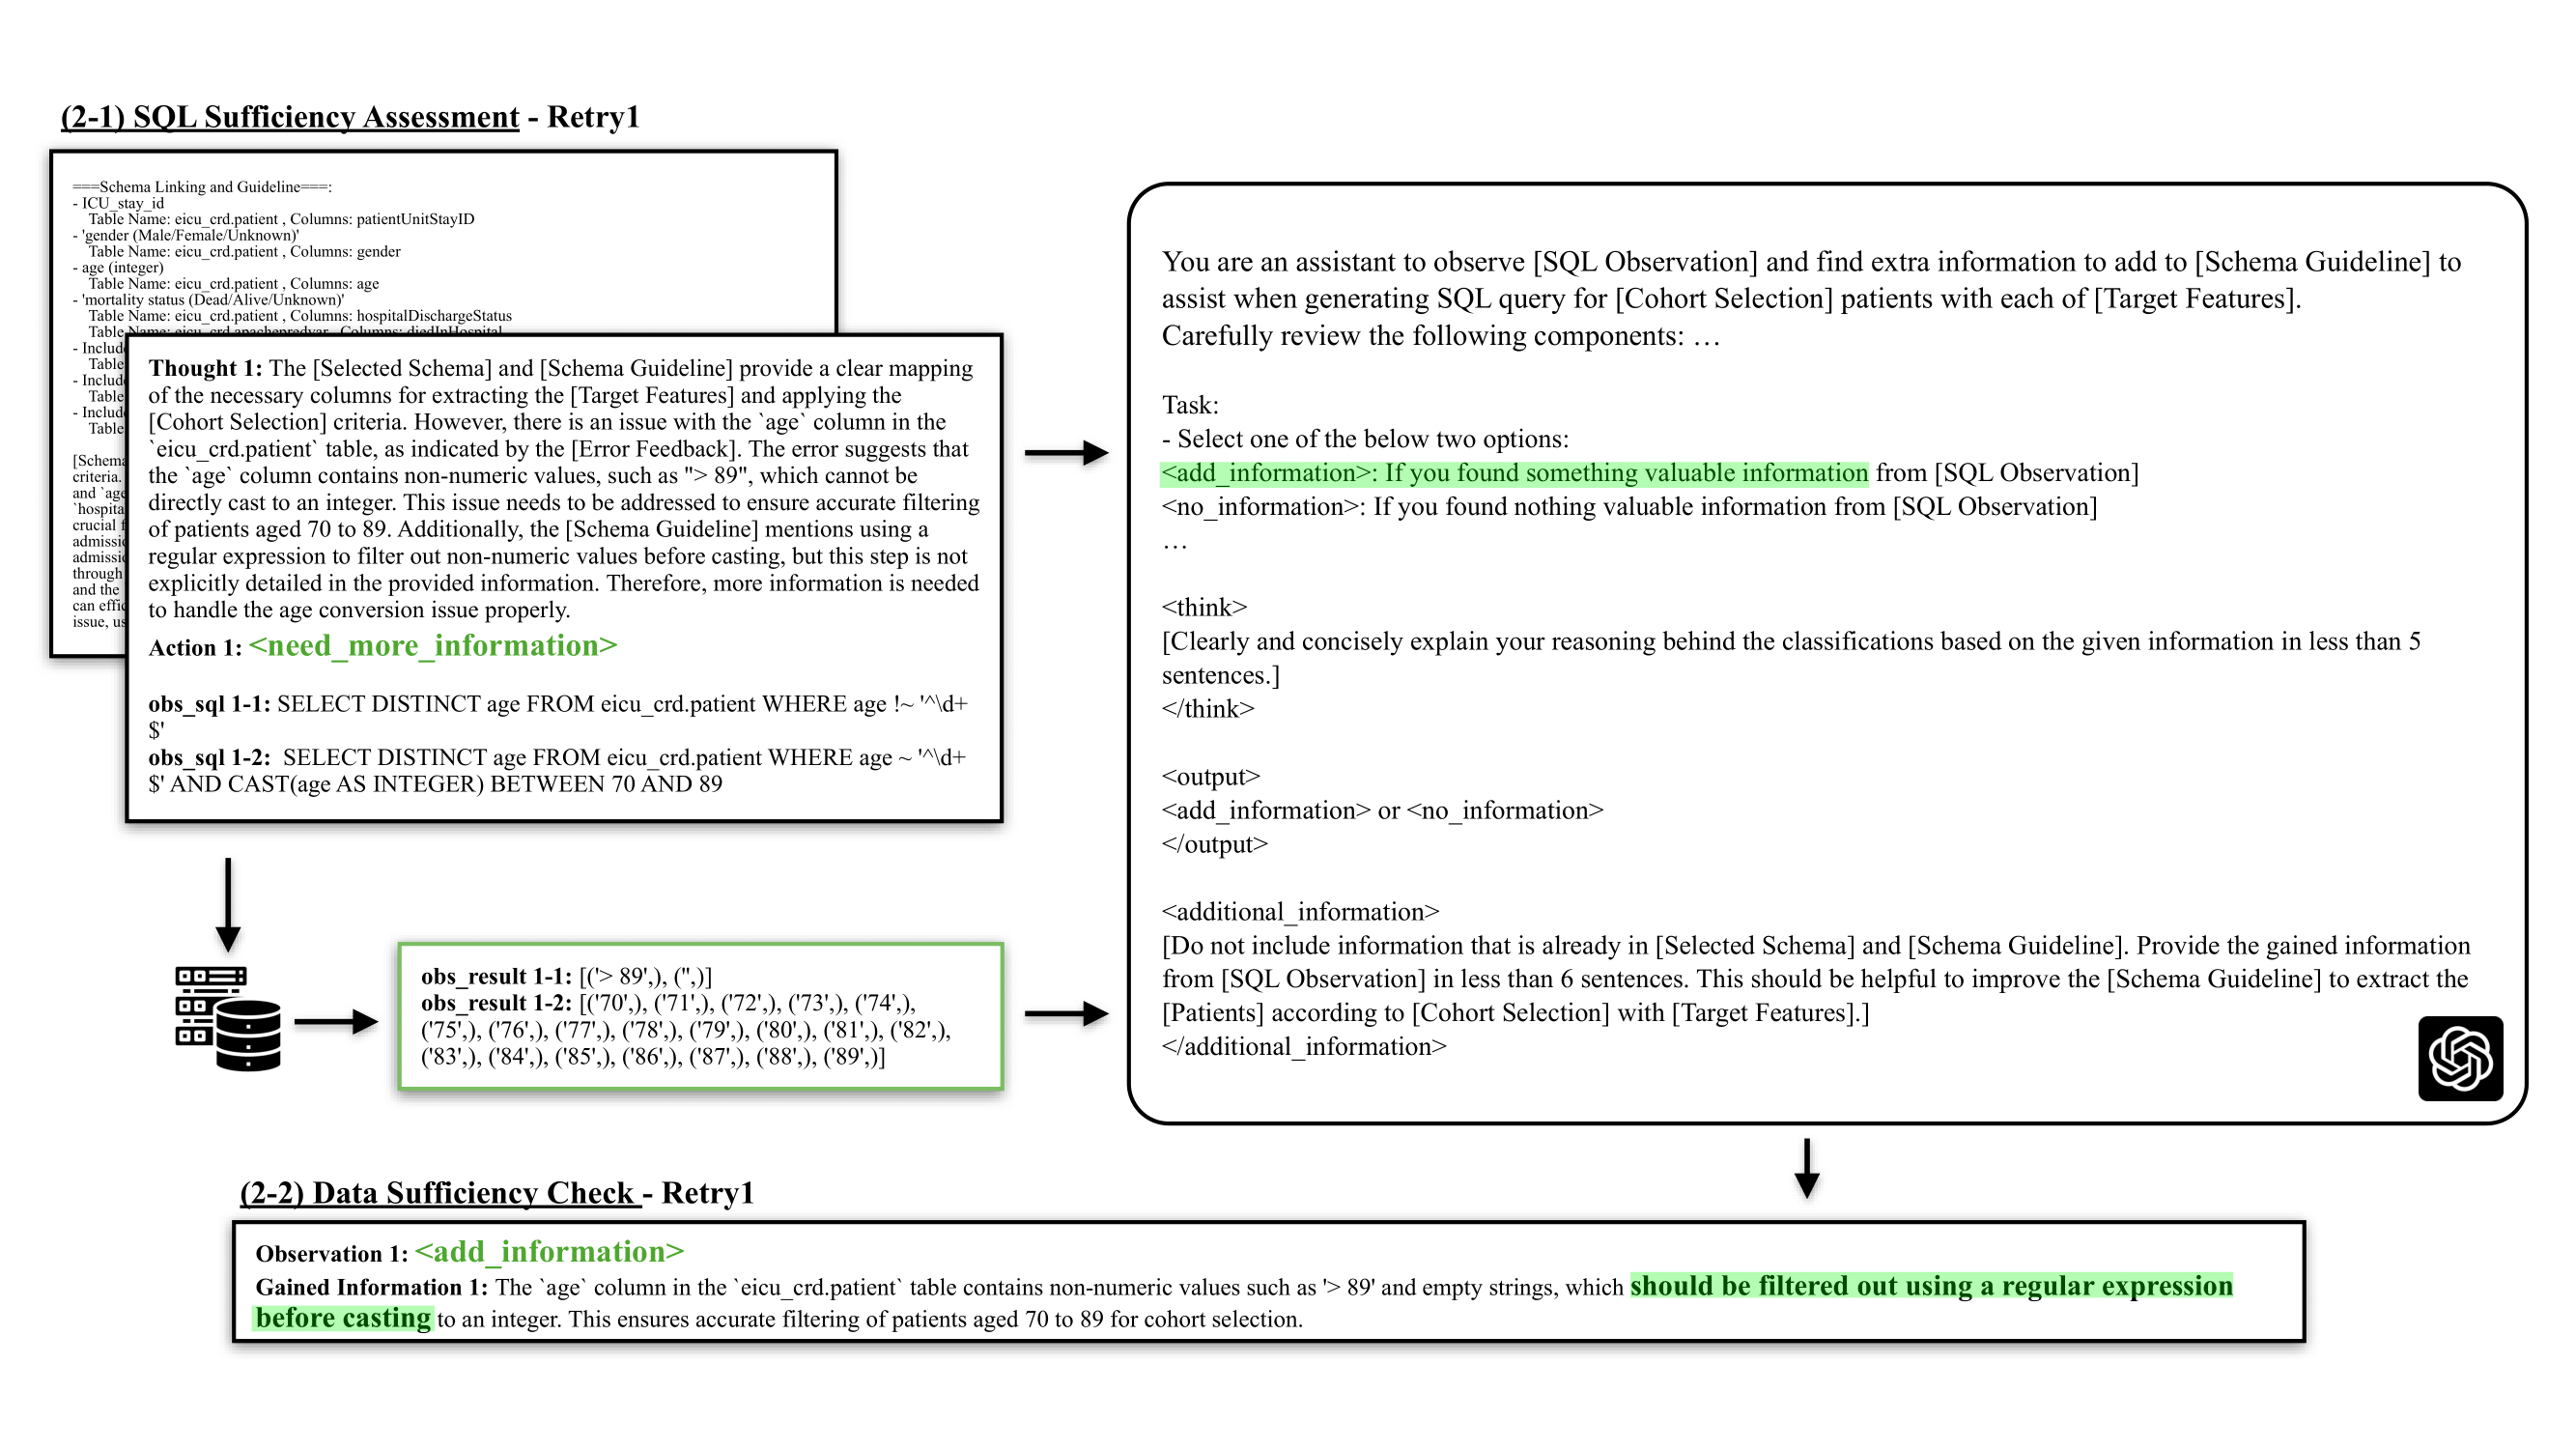 (2-1) SQL Sufficiency Assessment - Retry1
===Schema Linking and Guideline===:
- ICU_stay_id
Table Name: eicu_crd.patient , Columns: patientUnitStayID
- 'gender (Male/Female/Unknown)'
Table Name: eicu_crd.patient , Columns: gender
- age (integer)
Table Name: eicu_crd.patient , Columns: age
- 'mortality status (Dead/Alive/Unknown)'
Table Name: eicu_crd.patient , Columns: hospitalDischargeStatus
Table Name: eicu_crd.apachepredvar , Columns: diedInHospital
- Includ
Table
- Includ
Table
- Includ
Table
[Schema
criteria.
and `age
`hospita
crucial f
admissi
admissi
through
and the
can effic
issue, us
Thought 1: The [Selected Schema] and [Schema Guideline] provide a clear mapping
of the necessary columns for extracting the [Target Features] and applying the
[Cohort Selection] criteria. However, there is an issue with the `age` column in the
`eicu_crd.patient` table, as indicated by the [Error Feedback]. The error suggests that
the `age` column contains non-numeric values, such as "> 89", which cannot be
directly cast to an integer. This issue needs to be addressed to ensure accurate filtering
of patients aged 70 to 89. Additionally, the [Schema Guideline] mentions using a
regular expression to filter out non-numeric values before casting, but this step is not
explicitly detailed in the provided information. Therefore, more information is needed
to handle the age conversion issue properly.
Action 1: <need_more_information>
obs_sql 1-1: SELECT DISTINCT age FROM eicu_crd.patient WHERE age !~ '^\d+
$'
obs_sql 1-2: SELECT DISTINCT age FROM eicu_crd.patient WHERE age ~ '^\d+
$' AND CAST(age AS INTEGER) BETWEEN 70 AND 89
obs_result 1-1: [('> 89',), ('',)]
obs_result 1-2: [('70',), ('71',), ('72',), ('73',), ('74',),
('75',), ('76',), ('77',), ('78',), ('79',), ('80',), ('81',), ('82',),
('83',), ('84',), ('85',), ('86',), ('87',), ('88',), ('89',)]
You are an assistant to observe [SQL Observation] and find extra information to add to [Schema Guideline] to
assist when generating SQL query for [Cohort Selection] patients with each of [Target Features].
Carefully review the following components: …
Task:
- Select one of the below two options:
<add_information>: If you found something valuable information from [SQL Observation]
<no_information>: If you found nothing valuable information from [SQL Observation]
…
<think>
[Clearly and concisely explain your reasoning behind the classifications based on the given information in less than 5
sentences.]
</think>
<output>
<add_information> or <no_information>
</output>
<additional_information>
[Do not include information that is already in [Selected Schema] and [Schema Guideline]. Provide the gained information
from [SQL Observation] in less than 6 sentences. This should be helpful to improve the [Schema Guideline] to extract the
[Patients] according to [Cohort Selection] with [Target Features].]
</additional_information>
(2-2) Data Sufficiency Check - Retry1
Observation 1: <add_information>
Gained Information 1: The `age` column in the `eicu_crd.patient` table contains non-numeric values such as '> 89' and empty strings, which should be filtered out using a regular expression
before casting to an integer. This ensures accurate filtering of patients aged 70 to 89 for cohort selection.